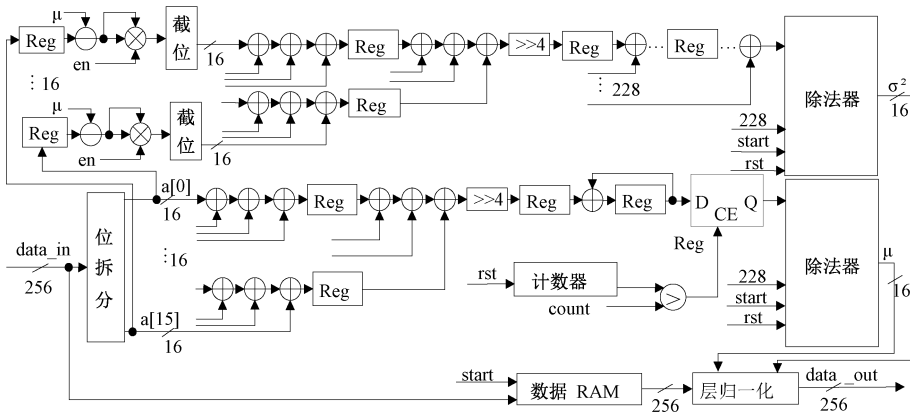 μ
Reg
en
截位
16
Reg
>>4
Reg
Reg
⋮16
μ
Reg
en
截位
16
Reg
⋮228
除法器
σ²
16
228
start
rst
a[0]
16
Reg
>>4
Reg
Reg
D
Q
CE
Reg
data_in
256
位拆分
⋮16
a[15]
16
Reg
rst
计数器
count
>
除法器
μ
16
228
start
rst
start
数据 RAM
256
层归一化
data _out
256